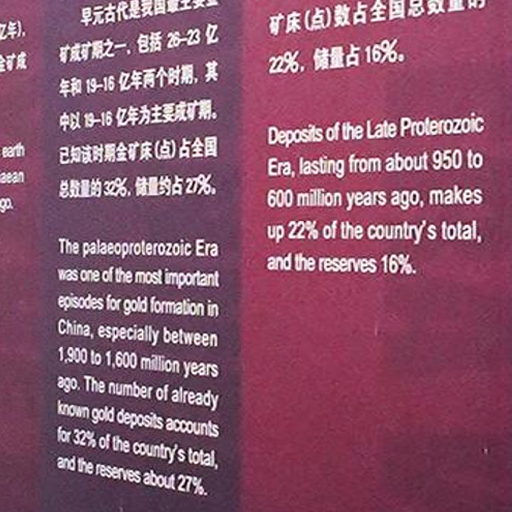 亿年),
金矿成
earth
aean
go.
早元古代是我国最主要金
矿成矿期之一, 包括 26-23 亿
年和 19-16 亿年两个时期, 其
中以 19-16 亿年为主要成矿期。
已知该时期金矿床(点)占全国
总数量的 32%, 储量约占 27%。
The palaeoproterozoic Era
was one of the most important
episodes for gold formation in
China, especially between
1,900 to 1,600 million years
ago. The number of already
known gold deposits accounts
for 32% of the country's total,
and the reserves about 27%.
矿床(点)数占全国总数量的
22%, 储量占 16%。
Deposits of the Late Proterozoic
Era, lasting from about 950 to
600 million years ago, makes
up 22% of the country's total,
and the reserves 16%.